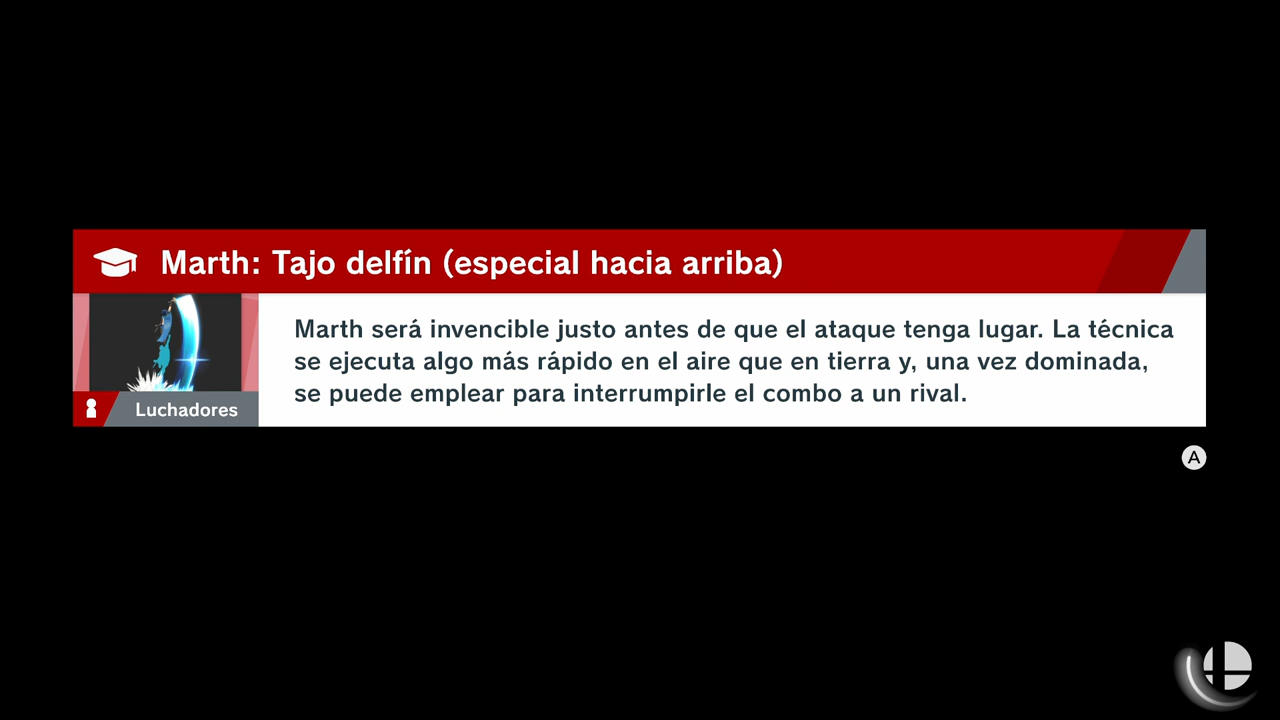 Marth: Tajo delfín (especial hacia arriba)
Marth será invencible justo antes de que el ataque tenga lugar. La técnica
se ejecuta algo más rápido en el aire que en tierra y, una vez dominada,
se puede emplear para interrumpirle el combo a un rival.
Luchadores
A